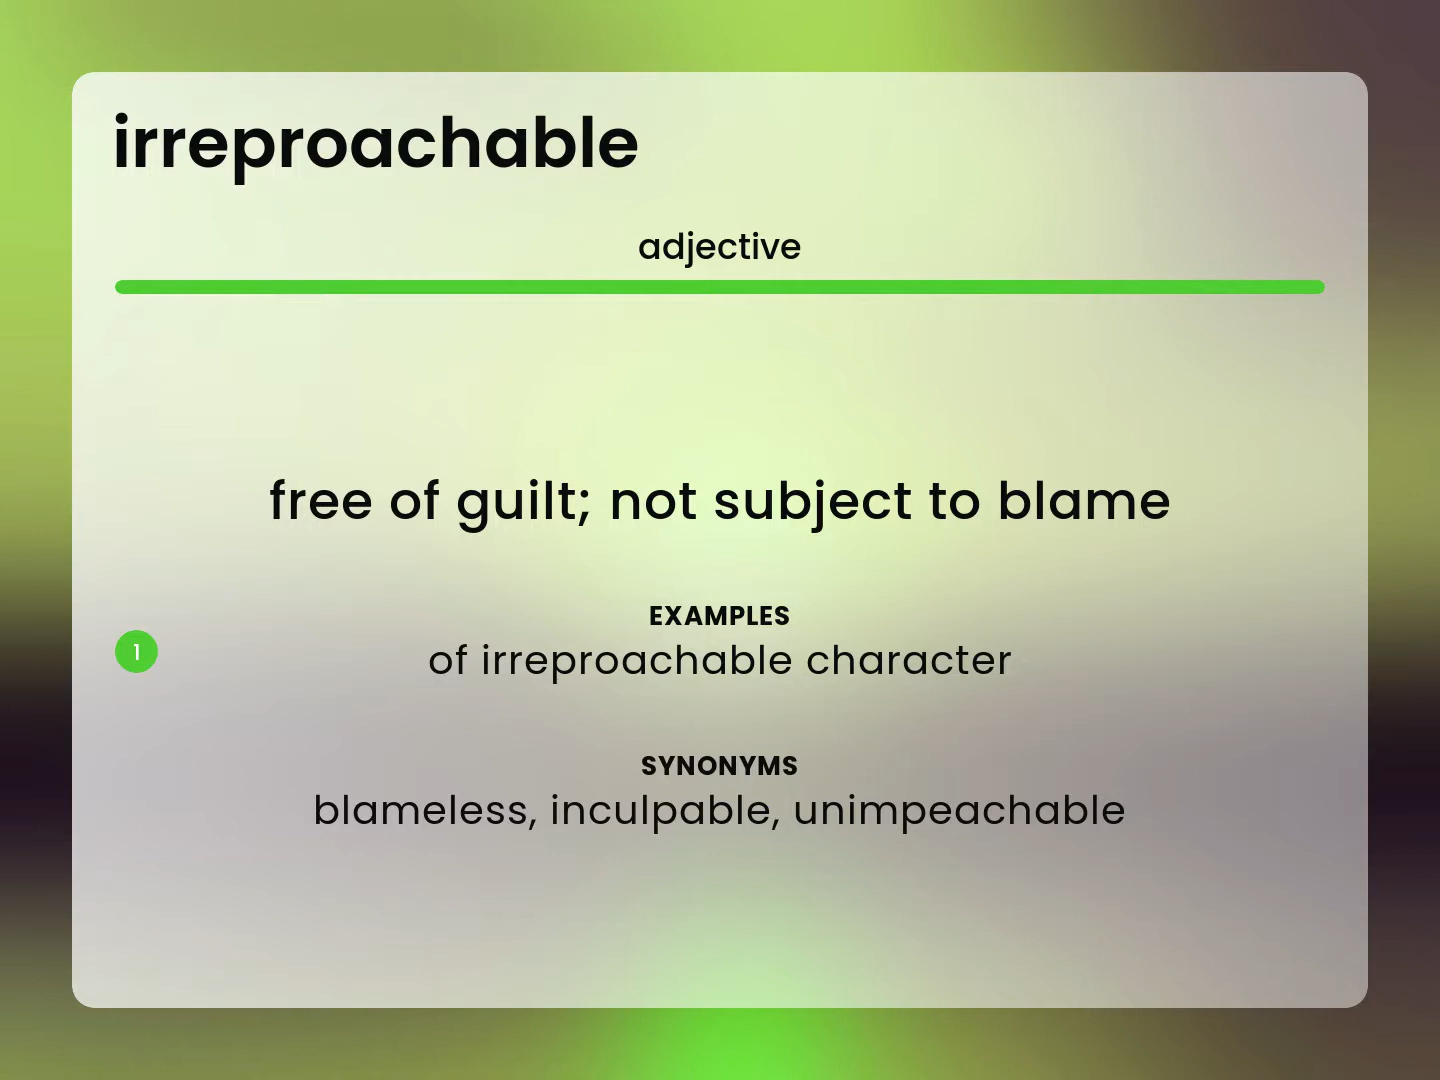 irreproachable
adjective
free of guilt; not subject to blame
EXAMPLES
1
of irreproachable character
SYNONYMS
blameless, inculpable, unimpeachable